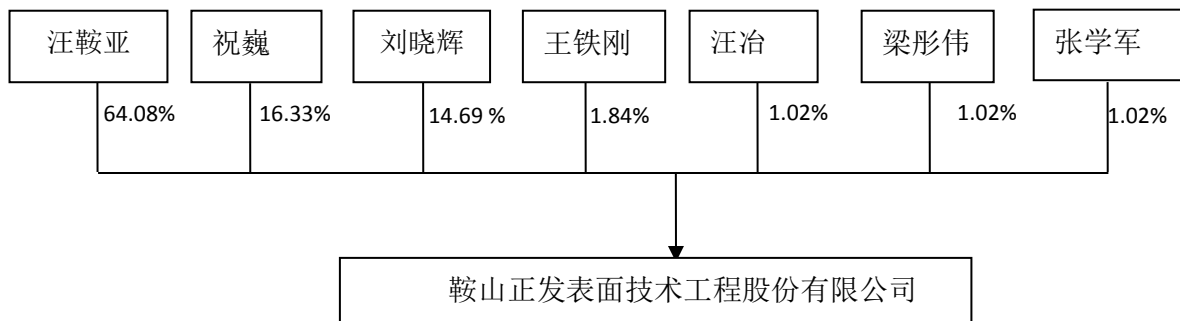 汪鞍亚 祝巍 刘晓辉 王铁刚 汪冶 梁彤伟 张学军
64.08% 16.33% 14.69 % 1.84% 1.02% 1.02% 1.02%
鞍山正发表面技术工程股份有限公司